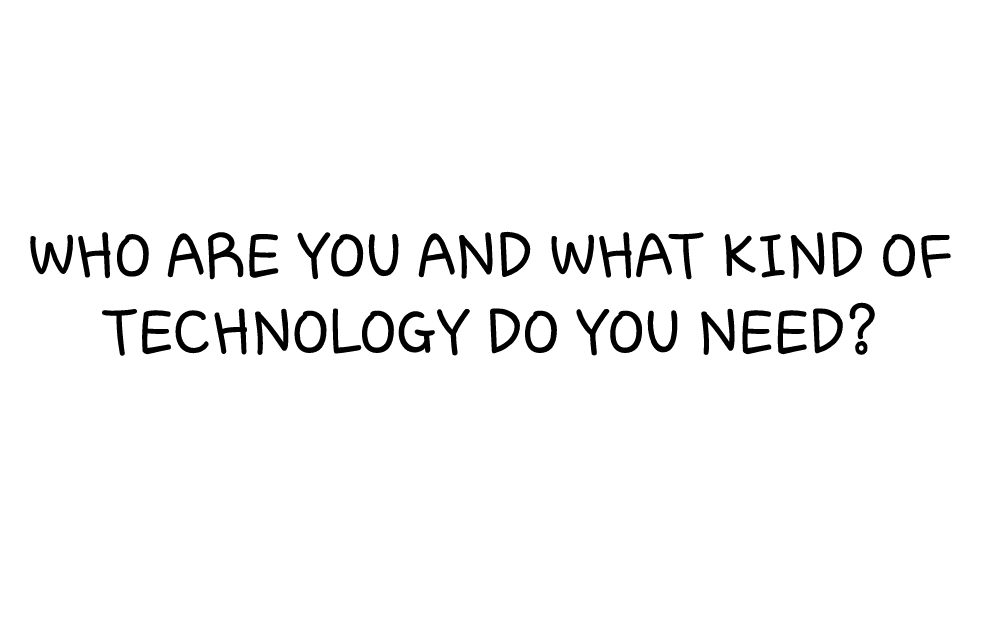 WHO ARE YOU AND WHAT KIND OF
TECHNOLOGY DO YOU NEED?